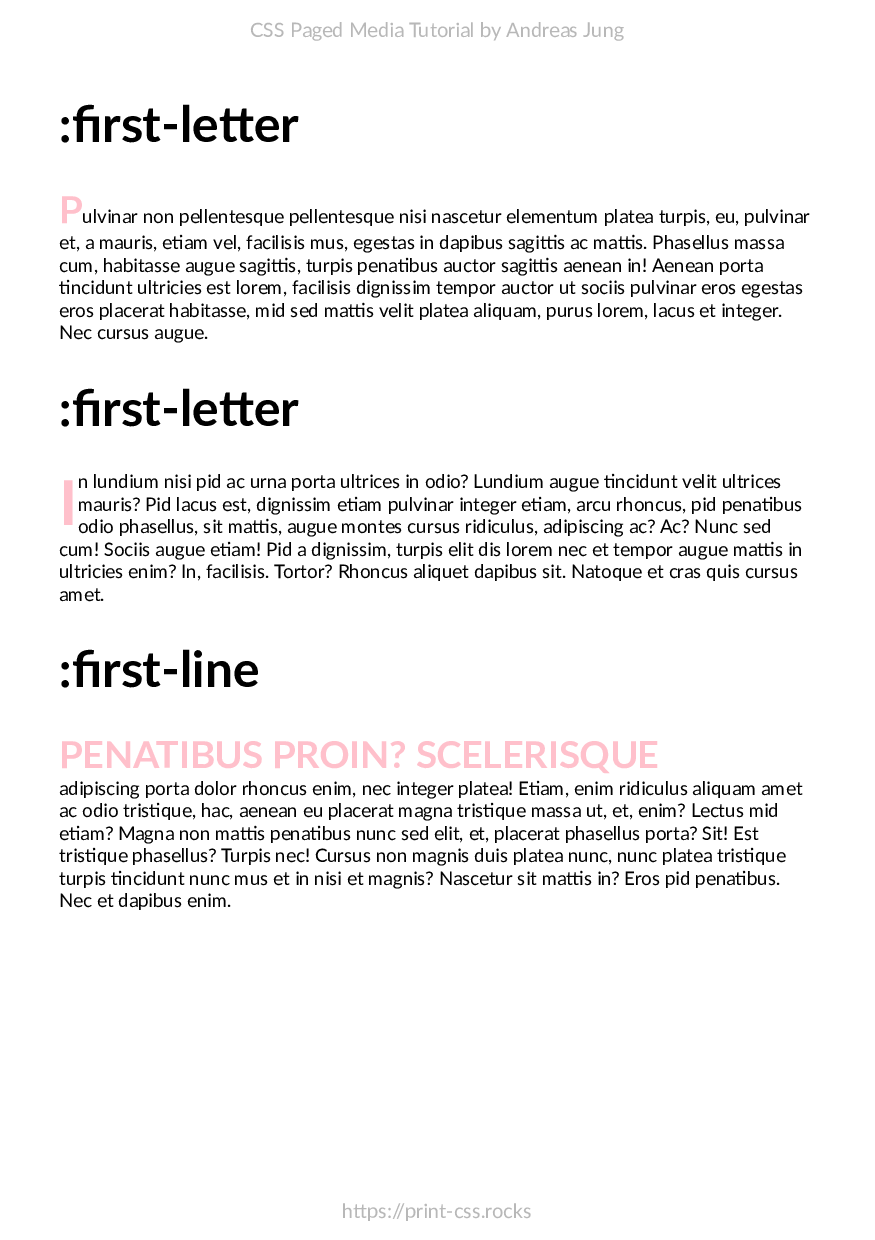 CSS Paged Media Tutorial by Andreas Jung
:first-letter
Pulvinar non pellentesque pellentesque nisi nascetur elementum platea turpis, eu, pulvinar
et, a mauris, etiam vel, facilisis mus, egestas in dapibus sagittis ac mattis. Phasellus massa
cum, habitasse augue sagittis, turpis penatibus auctor sagittis aenean in! Aenean porta
tincidunt ultricies est lorem, facilisis dignissim tempor auctor ut sociis pulvinar eros egestas
eros placerat habitasse, mid sed mattis velit platea aliquam, purus lorem, lacus et integer.
Nec cursus augue.
:first-letter
In lundium nisi pid ac urna porta ultrices in odio? Lundium augue tincidunt velit ultrices
mauris? Pid lacus est, dignissim etiam pulvinar integer etiam, arcu rhoncus, pid penatibus
odio phasellus, sit mattis, augue montes cursus ridiculus, adipiscing ac? Ac? Nunc sed
cum! Sociis augue etiam! Pid a dignissim, turpis elit dis lorem nec et tempor augue mattis in
ultricies enim? In, facilisis. Tortor? Rhoncus aliquet dapibus sit. Natoque et cras quis cursus
amet.
:first-line
PENATIBUS PROIN? SCELERISQUE
adipiscing porta dolor rhoncus enim, nec integer platea! Etiam, enim ridiculus aliquam amet
ac odio tristique, hac, aenean eu placerat magna tristique massa ut, et, enim? Lectus mid
etiam? Magna non mattis penatibus nunc sed elit, et, placerat phasellus porta? Sit! Est
tristique phasellus? Turpis nec! Cursus non magnis duis platea nunc, nunc platea tristique
turpis tincidunt nunc mus et in nisi et magnis? Nascetur sit mattis in? Eros pid penatibus.
Nec et dapibus enim.
https://print-css.rocks